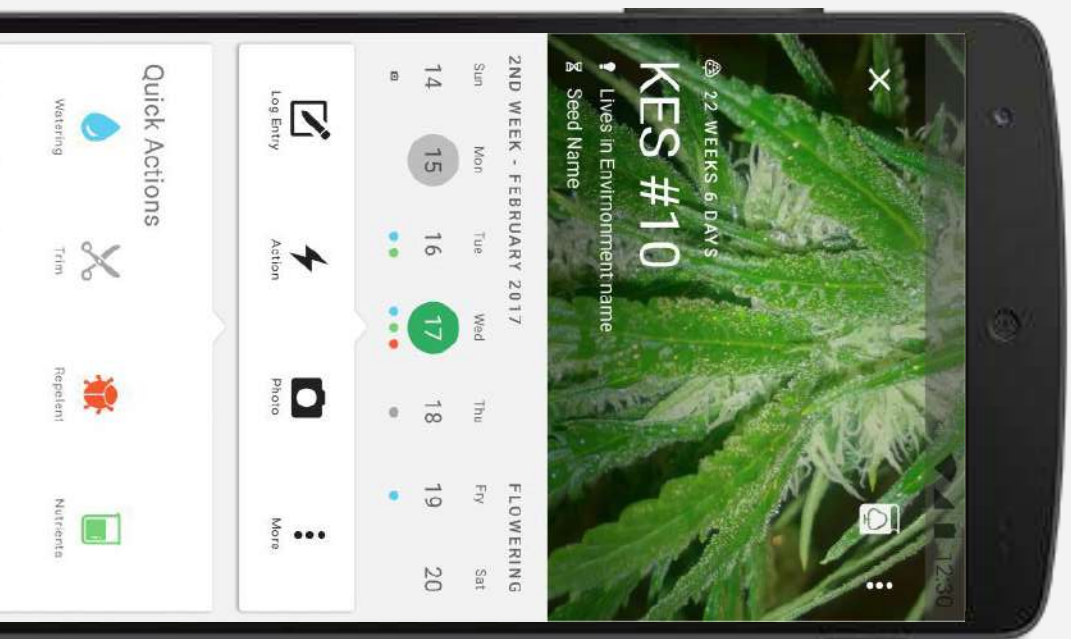 12:30
22 WEEKS 6 DAYS
KES #10
Lives in Envirnonment name
Seed Name
2ND WEEK - FEBRUARY 2017 FLOWERING
Sun Mon Tue Wed Thu Fry Sat
14 15 16 17 18 19 20
Log Entry Action Photo More
Quick Actions
Watering Trim Repelent Nutrients